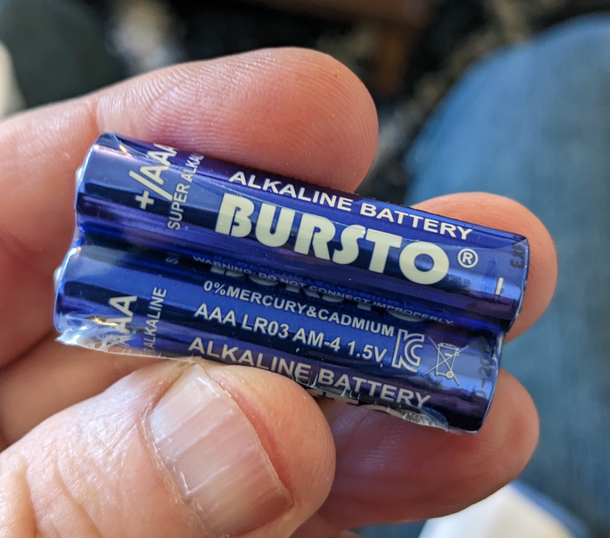 +/AAA
SUPER ALKA
ALKALINE BATTERY
BURSTO®
-
WARNING: DO NOT CONNECT IMPROPERLY
0%MERCURY&CADMIUM
AAA LR03 AM-4 1.5V
AA
ALKALINE
ALKALINE BATTERY